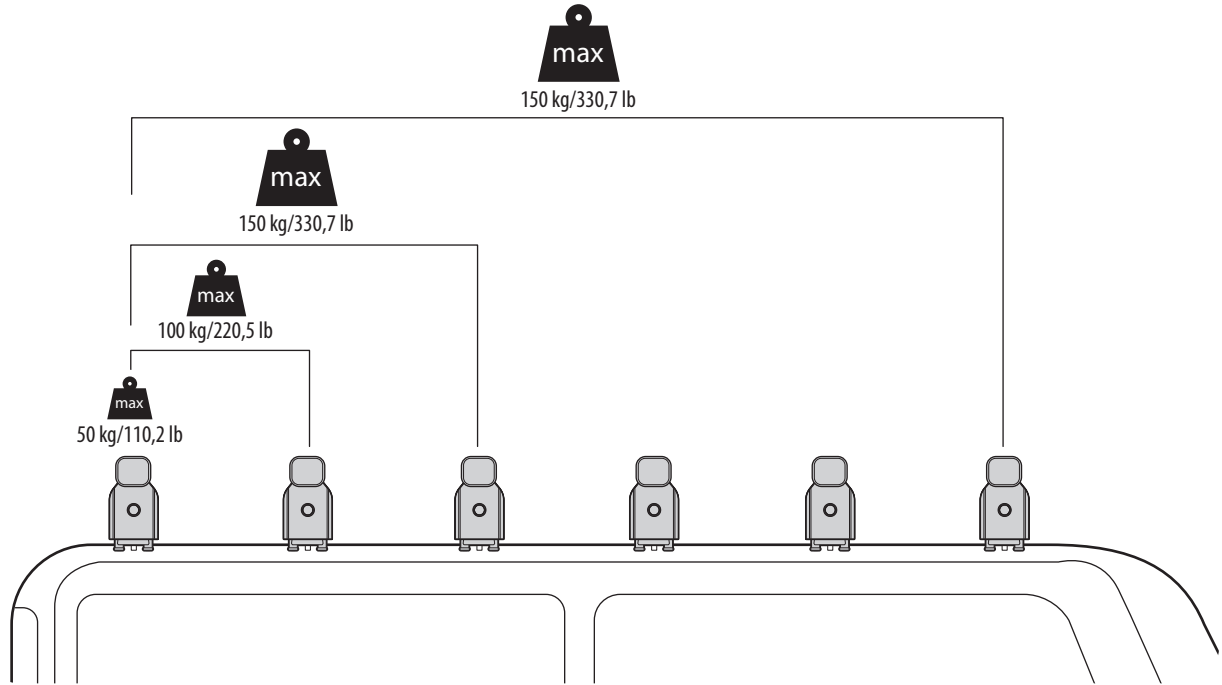 max
150 kg/330,7 lb
max
150 kg/330,7 lb
max
100 kg/220,5 lb
max
50 kg/110,2 lb